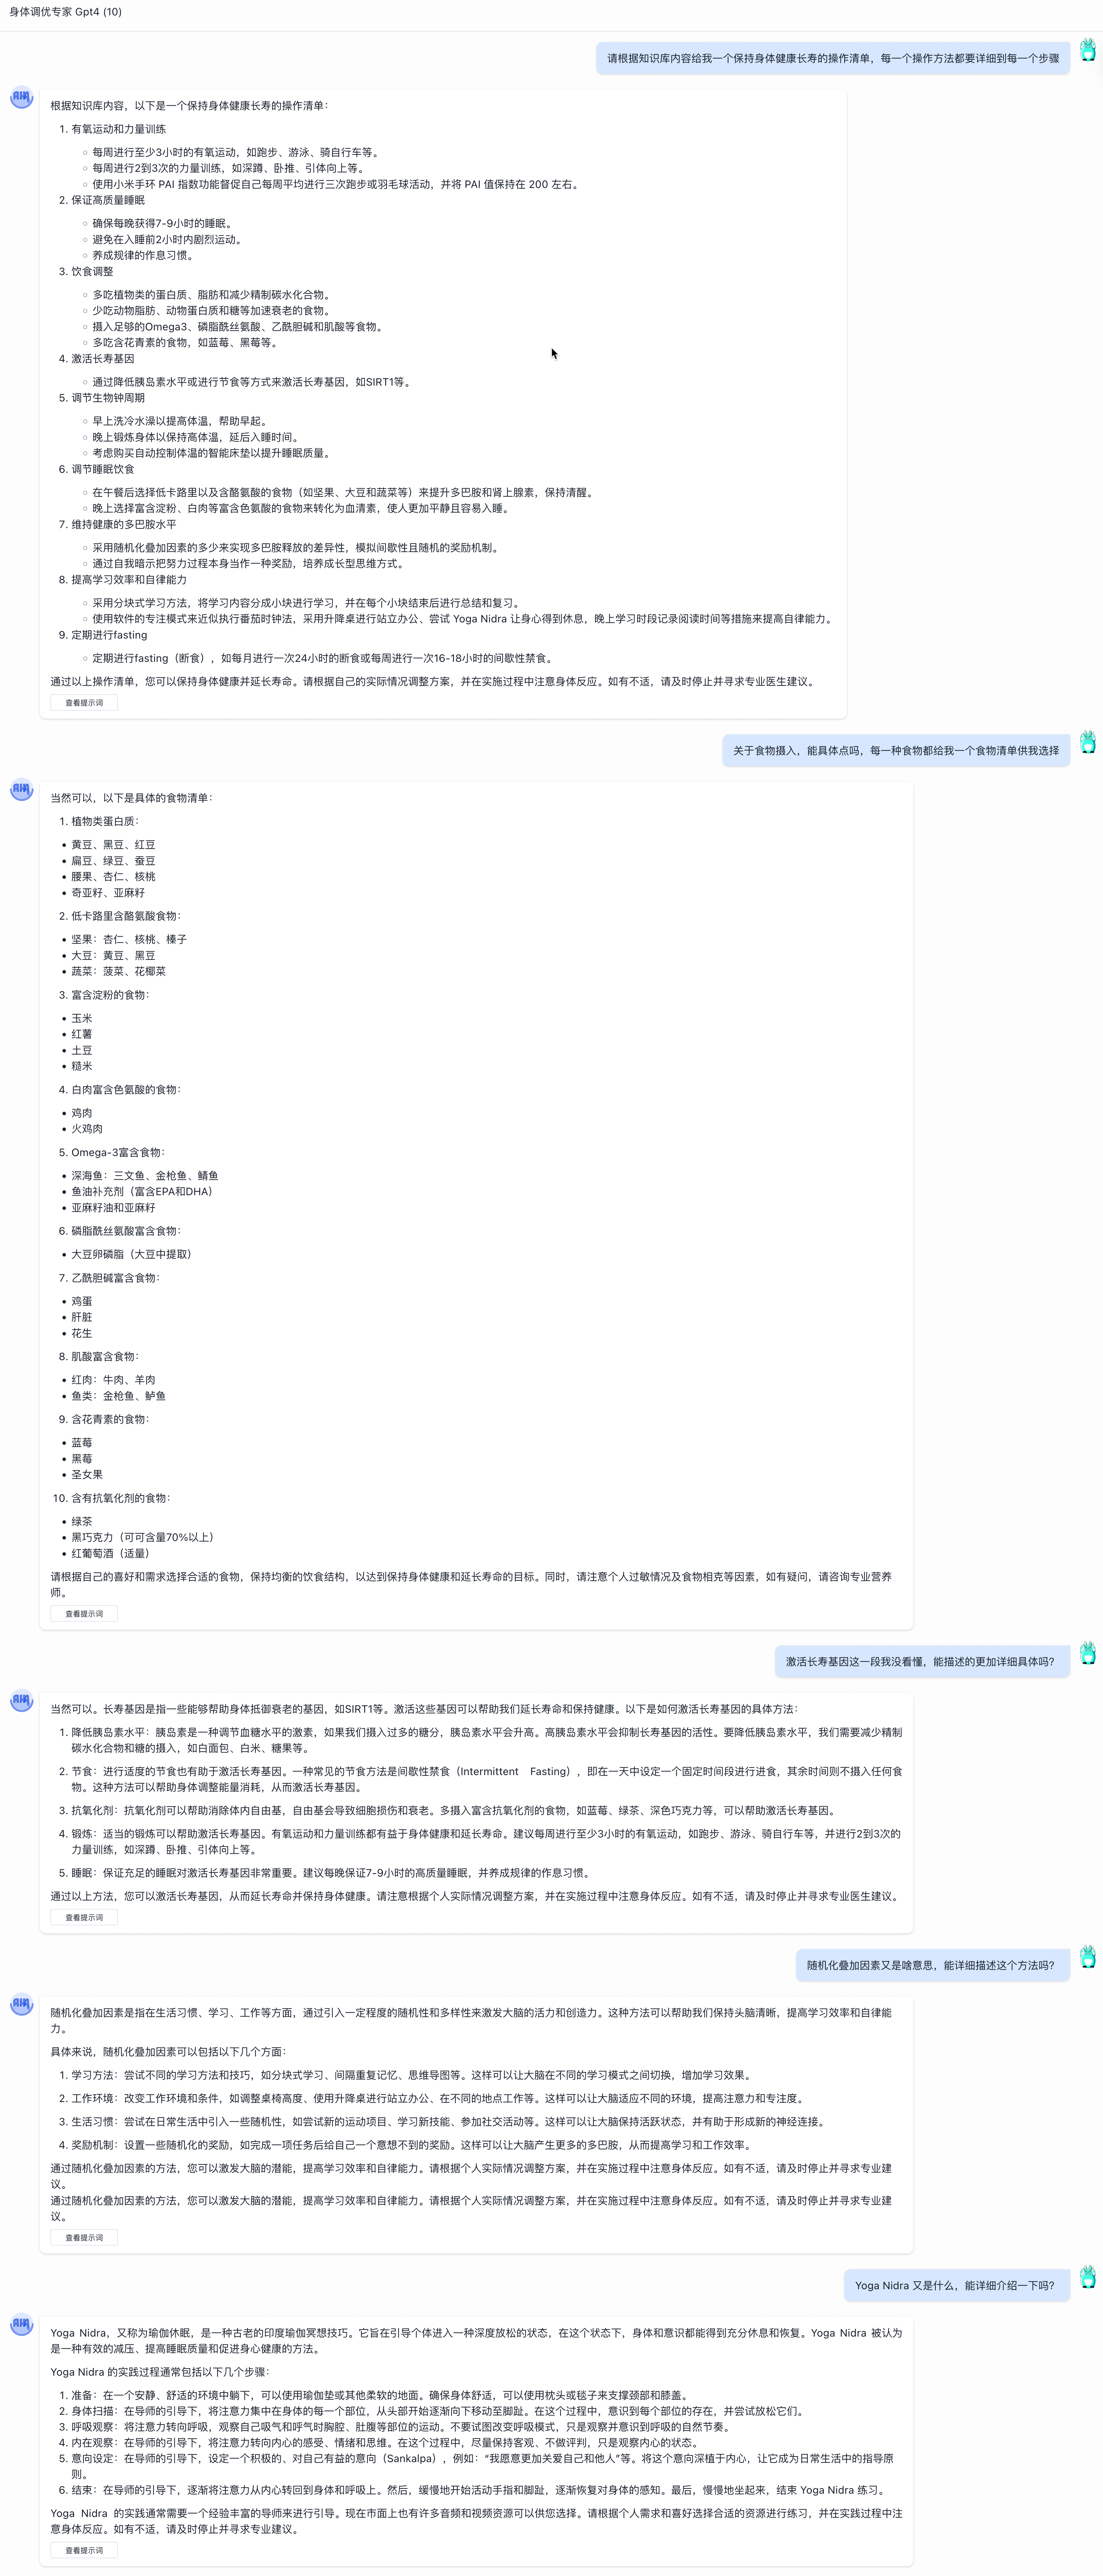 身体调优专家 Gpt4 (10)
请根据知识库内容给我一个保持身体健康长寿的操作清单，每一个操作方法都要详细到每一个步骤
根据知识库内容，以下是一个保持身体健康长寿的操作清单：
1. 有氧运动和力量训练
每周进行至少3小时的有氧运动，如跑步、游泳、骑自行车等。
每周进行2到3次的力量训练，如深蹲、卧推、引体向上等。
使用小米手环 PAI 指数功能督促自己每周平均进行三次跑步或羽毛球活动，并将 PAI 值保持在 200 左右。
2. 保证高质量睡眠
确保每晚获得7-9小时的睡眠。
避免在入睡前2小时内剧烈运动。
养成规律的作息习惯。
3. 饮食调整
多吃植物类的蛋白质、脂肪和减少精制碳水化合物。
少吃动物脂肪、动物蛋白质和糖等加速衰老的食物。
摄入足够的Omega3、磷脂酰丝氨酸、乙酰胆碱和肌酸等食物。
多吃含花青素的食物，如蓝莓、黑莓等。
4. 激活长寿基因
通过降低胰岛素水平或进行节食等方式来激活长寿基因，如SIRT1等。
5. 调节生物钟周期
早上洗冷水澡以提高体温，帮助早起。
晚上锻炼身体以保持高体温，延后入睡时间。
考虑购买自动控制体温的智能床垫以提升睡眠质量。
6. 调节睡眠饮食
在午餐后选择低卡路里以及含酪氨酸的食物（如坚果、大豆和蔬菜等）来提升多巴胺和肾上腺素，保持清醒。
晚上选择富含淀粉、白肉等富含色氨酸的食物来转化为血清素，使人更加平静且容易入睡。
7. 维持健康的多巴胺水平
采用随机化叠加因素的多少来实现多巴胺释放的差异性，模拟间歇性且随机的奖励机制。
通过自我暗示把努力过程本身当作一种奖励，培养成长型思维方式。
8. 提高学习效率和自律能力
采用分块式学习方法，将学习内容分成小块进行学习，并在每个小块结束后进行总结和复习。
使用软件的专注模式来近似执行番茄时钟法，采用升降桌进行站立办公、尝试 Yoga Nidra 让身心得到休息，晚上学习时段记录阅读时间等措施来提高自律能力。
9. 定期进行fasting
定期进行fasting（断食），如每月进行一次24小时的断食或每周进行一次16-18小时的间歇性禁食。
通过以上操作清单，您可以保持身体健康并延长寿命。请根据自己的实际情况调整方案，并在实施过程中注意身体反应。如有不适，请及时停止并寻求专业医生建议。
查看提示词
关于食物摄入，能具体点吗，每一种食物都给我一个食物清单供我选择
当然可以，以下是具体的食物清单：
1. 植物类蛋白质：
黄豆、黑豆、红豆
扁豆、绿豆、蚕豆
腰果、杏仁、核桃
奇亚籽、亚麻籽
2. 低卡路里含酪氨酸食物：
坚果：杏仁、核桃、榛子
大豆：黄豆、黑豆
蔬菜：菠菜、花椰菜
3. 富含淀粉的食物：
玉米
红薯
土豆
糙米
4. 白肉富含色氨酸的食物：
鸡肉
火鸡肉
5. Omega-3富含食物：
深海鱼：三文鱼、金枪鱼、鲭鱼
鱼油补充剂（富含EPA和DHA）
亚麻籽油和亚麻籽
6. 磷脂酰丝氨酸富含食物：
大豆卵磷脂（大豆中提取）
7. 乙酰胆碱富含食物：
鸡蛋
肝脏
花生
8. 肌酸富含食物：
红肉：牛肉、羊肉
鱼类：金枪鱼、鲈鱼
9. 含花青素的食物：
蓝莓
黑莓
圣女果
10. 含有抗氧化剂的食物：
绿茶
黑巧克力（可可含量70%以上）
红葡萄酒（适量）
请根据自己的喜好和需求选择合适的食物，保持均衡的饮食结构，以达到保持身体健康和延长寿命的目标。同时，请注意个人过敏情况及食物相克等因素，如有疑问，请咨询专业营养
师。
查看提示词
激活长寿基因这一段我没看懂，能描述的更加详细具体吗？
当然可以。长寿基因是指一些能够帮助身体抵御衰老的基因，如SIRT1等。激活这些基因可以帮助我们延长寿命和保持健康。以下是如何激活长寿基因的具体方法：
1. 降低胰岛素水平：胰岛素是一种调节血糖水平的激素，如果我们摄入过多的糖分，胰岛素水平会升高。高胰岛素水平会抑制长寿基因的活性。要降低胰岛素水平，我们需要减少精制
碳水化合物和糖的摄入，如白面包、白米、糖果等。
2. 节食：进行适度的节食也有助于激活长寿基因。一种常见的节食方法是间歇性禁食（Intermittent Fasting），即在一天中设定一个固定时间段进行进食，其余时间则不摄入任何食
物。这种方法可以帮助身体调整能量消耗，从而激活长寿基因。
3. 抗氧化剂：抗氧化剂可以帮助消除体内自由基，自由基会导致细胞损伤和衰老。多摄入富含抗氧化剂的食物，如蓝莓、绿茶、深色巧克力等，可以帮助激活长寿基因。
4. 锻炼：适当的锻炼可以帮助激活长寿基因。有氧运动和力量训练都有益于身体健康和延长寿命。建议每周进行至少3小时的有氧运动，如跑步、游泳、骑自行车等，并进行2到3次的
力量训练，如深蹲、卧推、引体向上等。
5. 睡眠：保证充足的睡眠对激活长寿基因非常重要。建议每晚保证7-9小时的高质量睡眠，并养成规律的作息习惯。
通过以上方法，您可以激活长寿基因，从而延长寿命并保持身体健康。请注意根据个人实际情况调整方案，并在实施过程中注意身体反应。如有不适，请及时停止并寻求专业医生建议。
查看提示词
随机化叠加因素又是啥意思，能详细描述这个方法吗？
随机化叠加因素是指在生活习惯、学习、工作等方面，通过引入一定程度的随机性和多样性来激发大脑的活力和创造力。这种方法可以帮助我们保持头脑清晰，提高学习效率和自律能
力。
具体来说，随机化叠加因素可以包括以下几个方面：
1. 学习方法：尝试不同的学习方法和技巧，如分块式学习、间隔重复记忆、思维导图等。这样可以让大脑在不同的学习模式之间切换，增加学习效果。
2. 工作环境：改变工作环境和条件，如调整桌椅高度、使用升降桌进行站立办公、在不同的地点工作等。这样可以让大脑适应不同的环境，提高注意力和专注度。
3. 生活习惯：尝试在日常生活中引入一些随机性，如尝试新的运动项目、学习新技能、参加社交活动等。这样可以让大脑保持活跃状态，并有助于形成新的神经连接。
4. 奖励机制：设置一些随机化的奖励，如完成一项任务后给自己一个意想不到的奖励。这样可以让大脑产生更多的多巴胺，从而提高学习和工作效率。
通过随机化叠加因素的方法，您可以激发大脑的潜能，提高学习效率和自律能力。请根据个人实际情况调整方案，并在实施过程中注意身体反应。如有不适，请及时停止并寻求专业建
议。
通过随机化叠加因素的方法，您可以激发大脑的潜能，提高学习效率和自律能力。请根据个人实际情况调整方案，并在实施过程中注意身体反应。如有不适，请及时停止并寻求专业建
议。
查看提示词
Yoga Nidra 又是什么，能详细介绍一下吗？
Yoga Nidra，又称为瑜伽休眠，是一种古老的印度瑜伽冥想技巧。它旨在引导个体进入一种深度放松的状态，在这个状态下，身体和意识都能得到充分休息和恢复。Yoga Nidra 被认为
是一种有效的减压、提高睡眠质量和促进身心健康的方法。
Yoga Nidra 的实践过程通常包括以下几个步骤：
1. 准备：在一个安静、舒适的环境中躺下，可以使用瑜伽垫或其他柔软的地面。确保身体舒适，可以使用枕头或毯子来支撑颈部和膝盖。
2. 身体扫描：在导师的引导下，将注意力集中在身体的每一个部位，从头部开始逐渐向下移动至脚趾。在这个过程中，意识到每个部位的存在，并尝试放松它们。
3. 呼吸观察：将注意力转向呼吸，观察自己吸气和呼气时胸腔、肚腹等部位的运动。不要试图改变呼吸模式，只是观察并意识到呼吸的自然节奏。
4. 内在观察：在导师的引导下，将注意力转向内心的感受、情绪和思维。在这个过程中，尽量保持客观、不做评判，只是观察内心的状态。
5. 意向设定：在导师的引导下，设定一个积极的、对自己有益的意向（Sankalpa），例如：“我愿意更加关爱自己和他人”等。将这个意向深植于内心，让它成为日常生活中的指导原
则。
6. 结束：在导师的引导下，逐渐将注意力从内心转回到身体和呼吸上。然后，缓慢地开始活动手指和脚趾，逐渐恢复对身体的感知。最后，慢慢地坐起来，结束 Yoga Nidra 练习。
Yoga Nidra 的实践通常需要一个经验丰富的导师来进行引导。现在市面上也有许多音频和视频资源可以供您选择。请根据个人需求和喜好选择合适的资源进行练习，并在实践过程中注
意身体反应。如有不适，请及时停止并寻求专业建议。
查看提示词